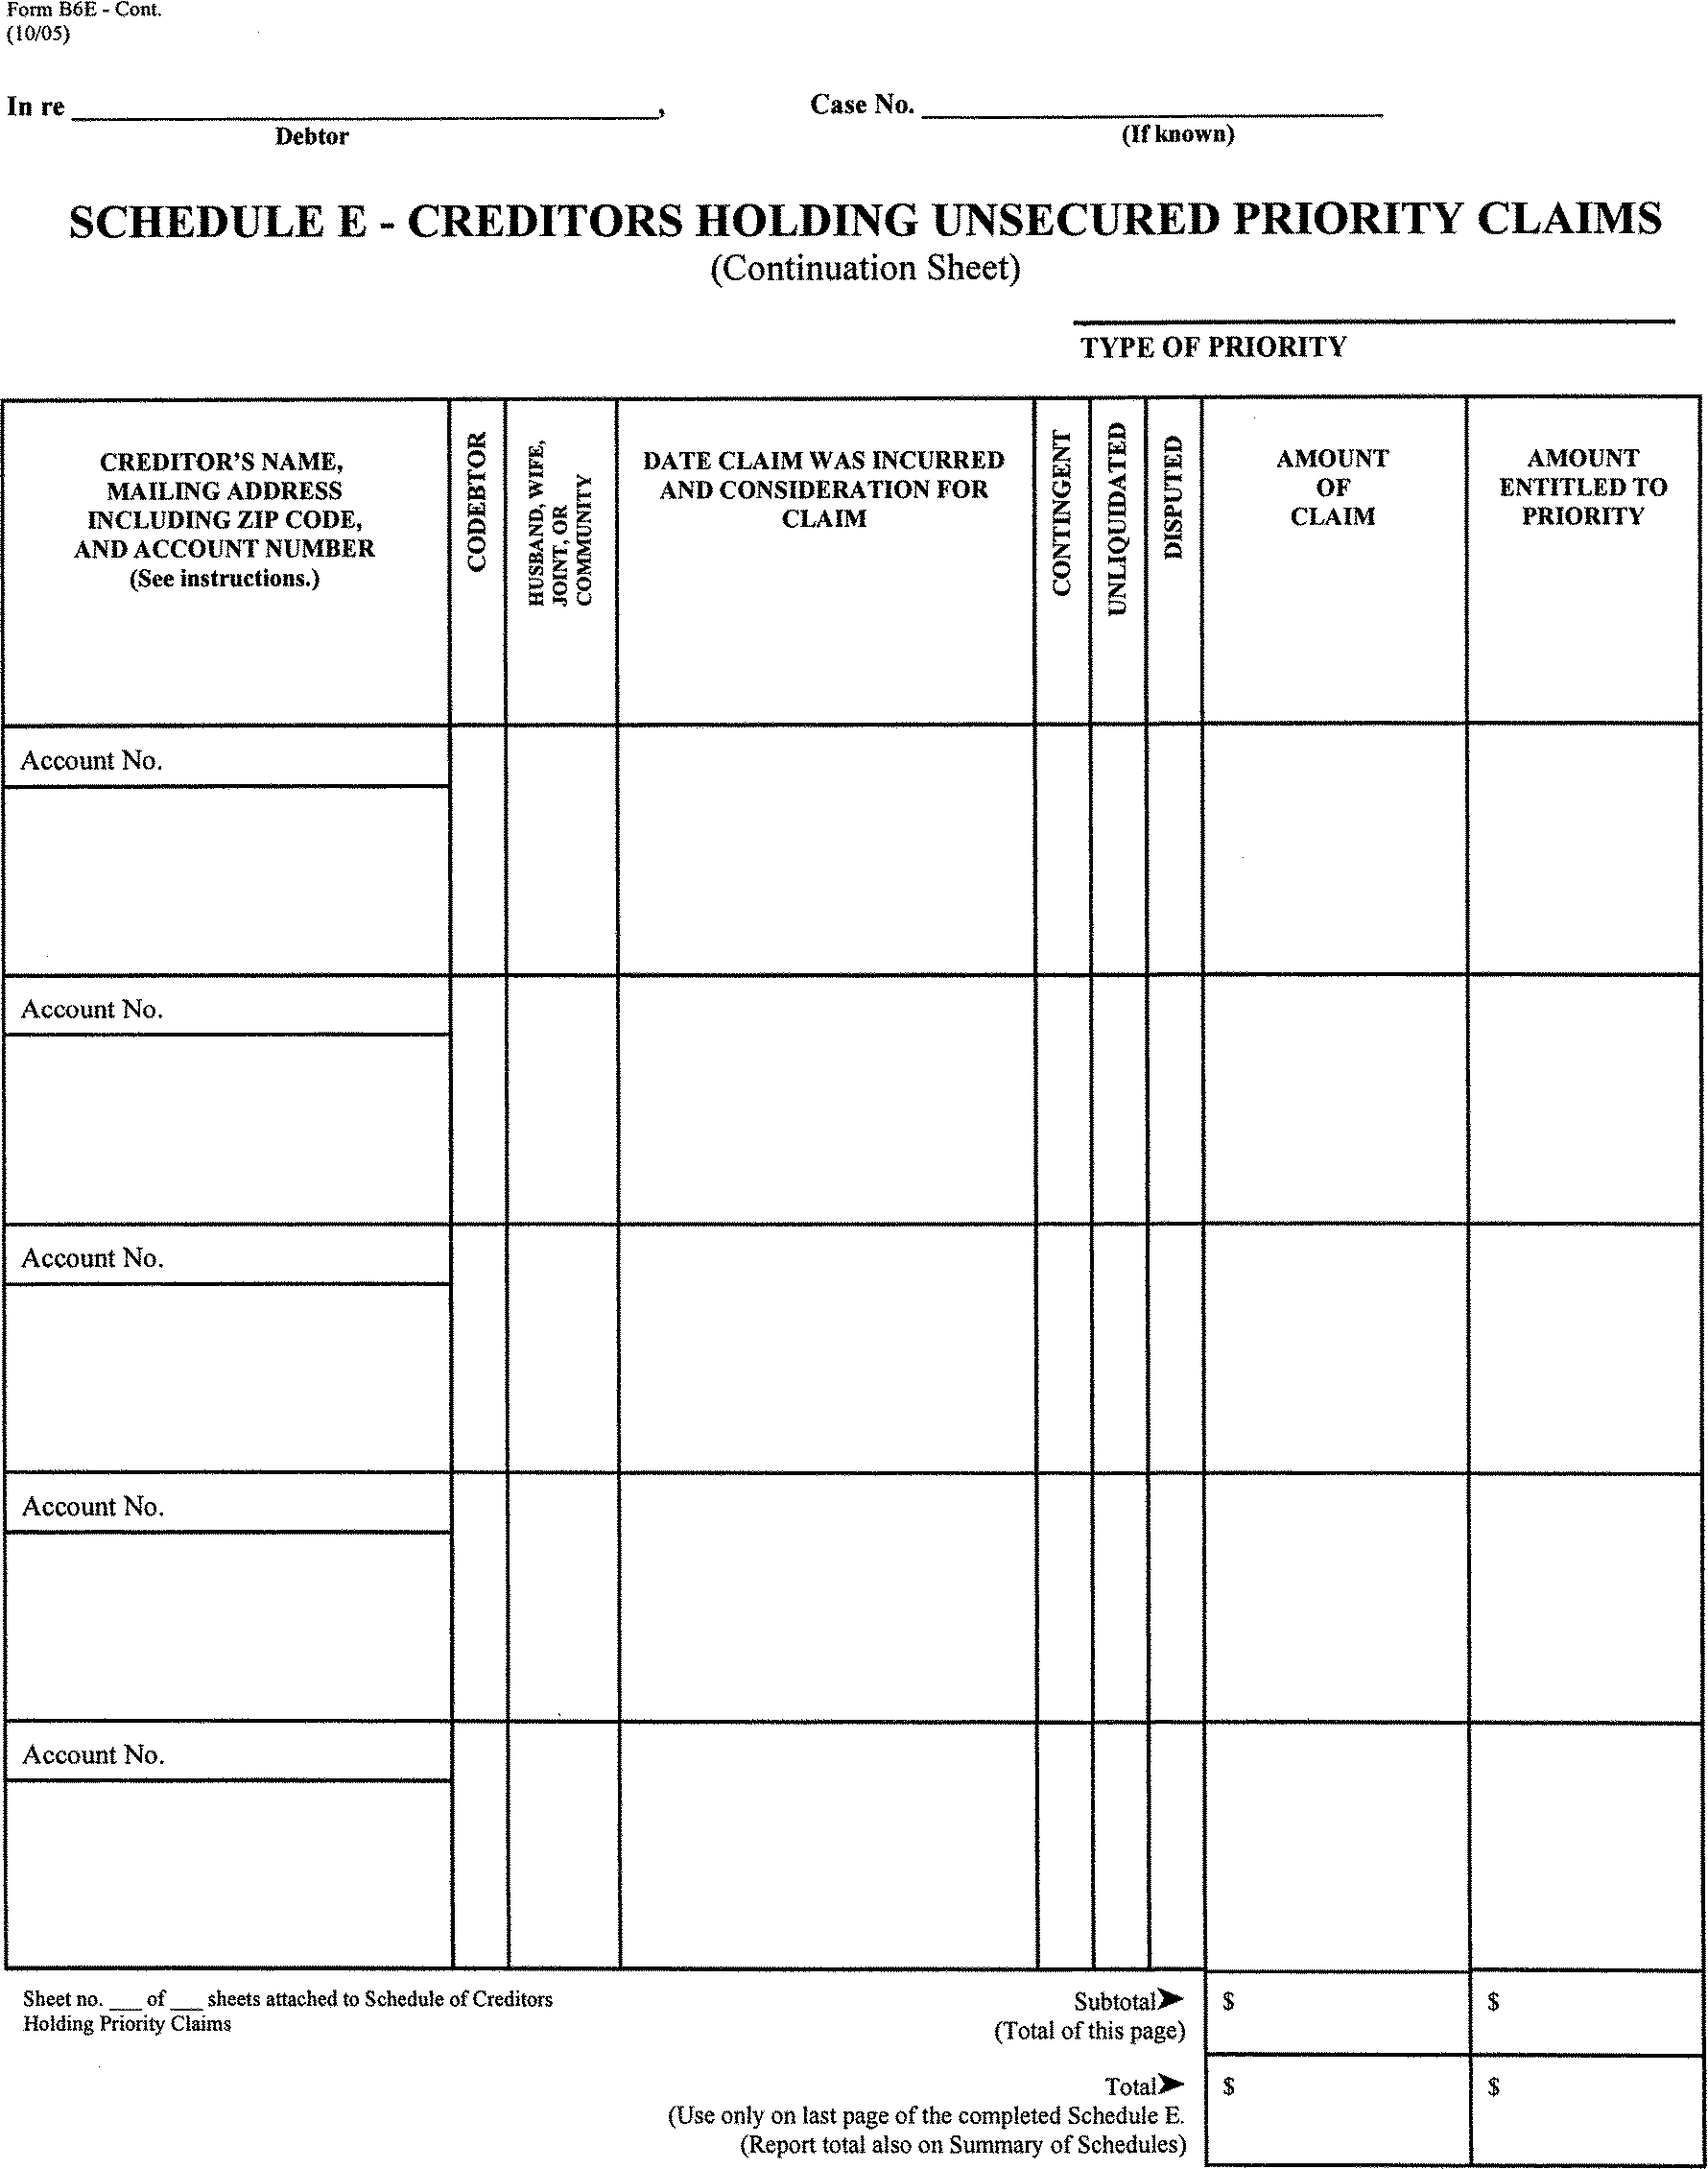 Form B6E - Cont.
(10/05)
In re ____________________, Case No. ____________________
Debtor (If known)
SCHEDULE E - CREDITORS HOLDING UNSECURED PRIORITY CLAIMS
(Continuation Sheet)
TYPE OF PRIORITY
CREDITOR'S NAME,
MAILING ADDRESS
INCLUDING ZIP CODE,
AND ACCOUNT NUMBER
(See instructions.)
CODEBTOR
HUSBAND, WIFE,
JOINT, OR
COMMUNITY
DATE CLAIM WAS INCURRED
AND CONSIDERATION FOR
CLAIM
CONTINGENT
UNLIQUIDATED
DISPUTED
AMOUNT
OF
CLAIM
AMOUNT
ENTITLED TO
PRIORITY
Account No.
Account No.
Account No.
Account No.
Account No.
Sheet no. ___ of ___ sheets attached to Schedule of Creditors
Holding Priority Claims
Subtotal➤
(Total of this page)
$
$
Total➤
(Use only on last page of the completed Schedule E.
(Report total also on Summary of Schedules)
$
$